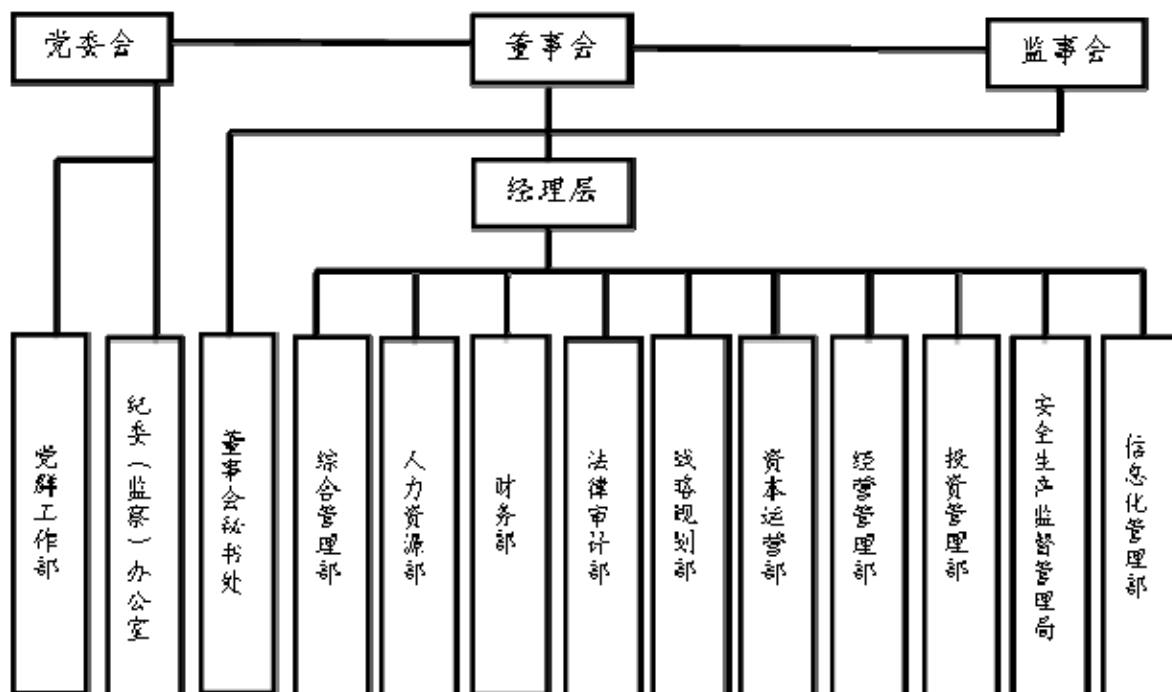 党委会
董事会
监事会
经理层
党群工作部
纪委（监察）办公室
董事会秘书处
综合管理部
人力资源部
财务部
法律审计部
战略规划部
资本运营部
经营管理部
投资管理部
安全生产监督管理局
信息化管理部